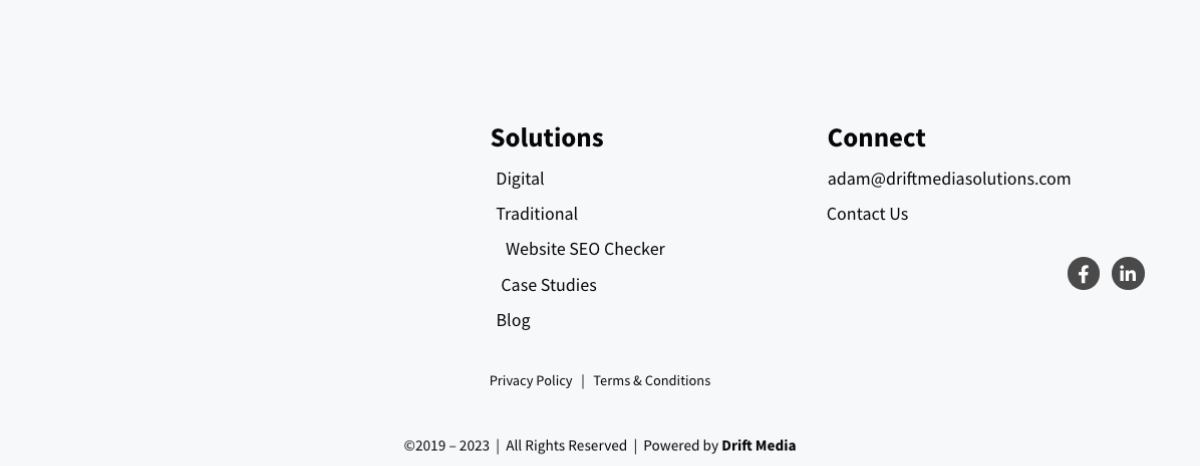 Solutions
Digital
Traditional
Website SEO Checker
Case Studies
Blog
Connect
adam@driftmediasolutions.com
Contact Us
f
in
Privacy Policy | Terms & Conditions
©2019 – 2023 | All Rights Reserved | Powered by Drift Media